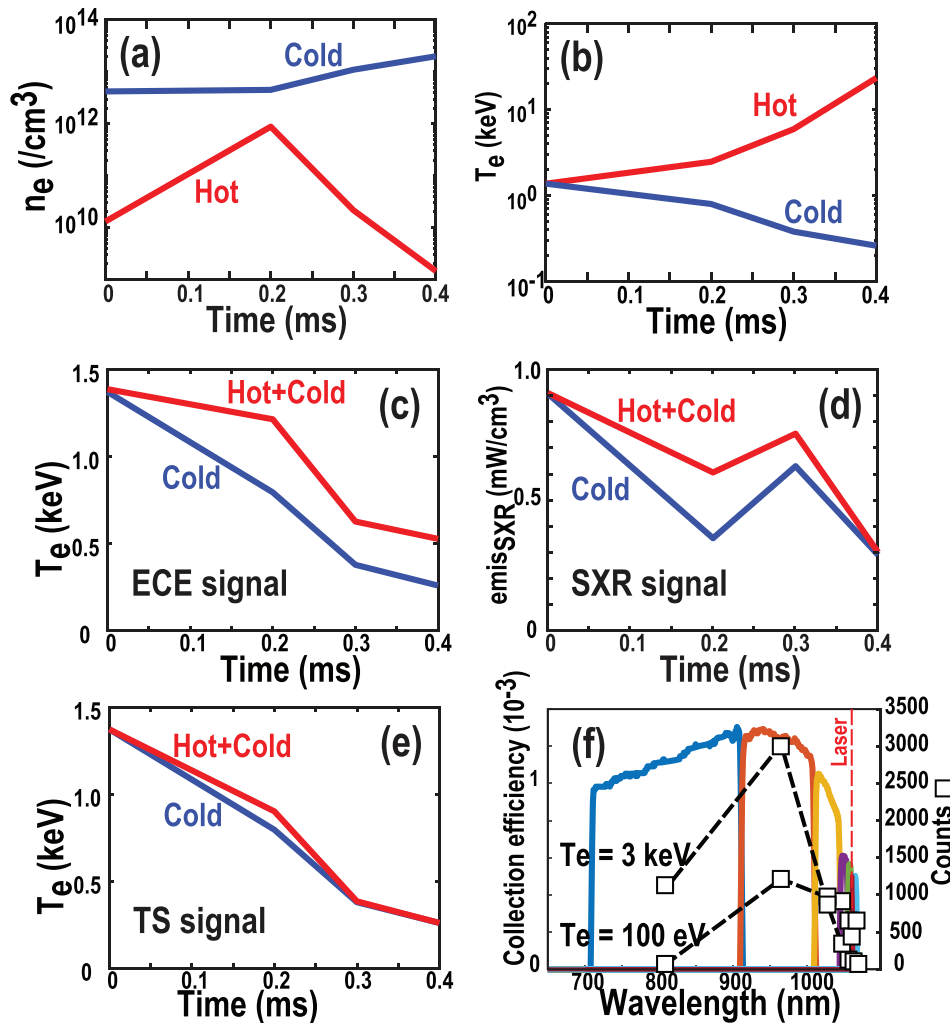 (a)
Cold
Hot
n_e (/cm^3)
10^14
10^12
10^10
0 0.1 0.2 0.3 0.4
Time (ms)
(b)
Hot
Cold
T_e (keV)
10^2
10^1
10^0
10^-1
0 0.1 0.2 0.3 0.4
Time (ms)
(c)
Hot+Cold
Cold
ECE signal
T_e (keV)
1.5
1.0
0.5
0
0 0.1 0.2 0.3 0.4
Time (ms)
(d)
Hot+Cold
Cold
SXR signal
emis_SXR (mW/cm^3)
1.0
0.5
0
0 0.1 0.2 0.3 0.4
Time (ms)
(e)
Hot+Cold
Cold
TS signal
T_e (keV)
1.5
1.0
0.5
0
0 0.1 0.2 0.3 0.4
Time (ms)
(f)
Laser
Te = 3 keV
Te = 100 eV
Collection efficiency (10^-3)
1
0
700 800 900 1000
Wavelength (nm)
3500
3000
2500
2000
1500
1000
500
0
Counts